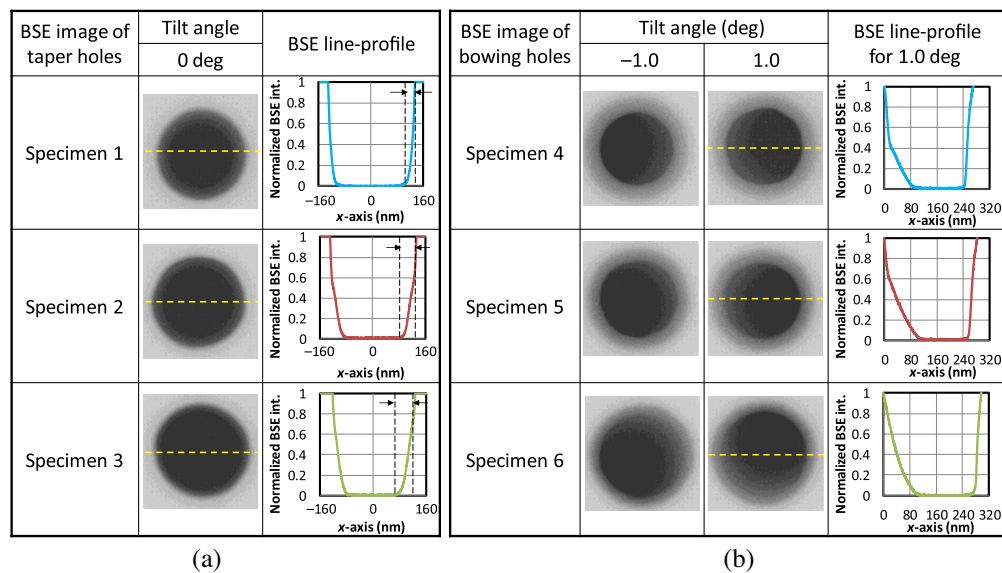 BSE image of
taper holes
Tilt angle
0 deg
BSE line-profile
Specimen 1
Normalized BSE int.
1
0.8
0.6
0.4
0.2
0
−160 0 160
x-axis (nm)
Specimen 2
Normalized BSE int.
1
0.8
0.6
0.4
0.2
0
−160 0 160
x-axis (nm)
Specimen 3
Normalized BSE int.
1
0.8
0.6
0.4
0.2
0
−160 0 160
x-axis (nm)
(a)
BSE image of
bowing holes
Tilt angle (deg)
−1.0 1.0
BSE line-profile
for 1.0 deg
Specimen 4
Normalized BSE int.
1
0.8
0.6
0.4
0.2
0
0 80 160 240 320
x-axis (nm)
Specimen 5
Normalized BSE int.
1
0.8
0.6
0.4
0.2
0
0 80 160 240 320
x-axis (nm)
Specimen 6
Normalized BSE int.
1
0.8
0.6
0.4
0.2
0
0 80 160 240 320
x-axis (nm)
(b)